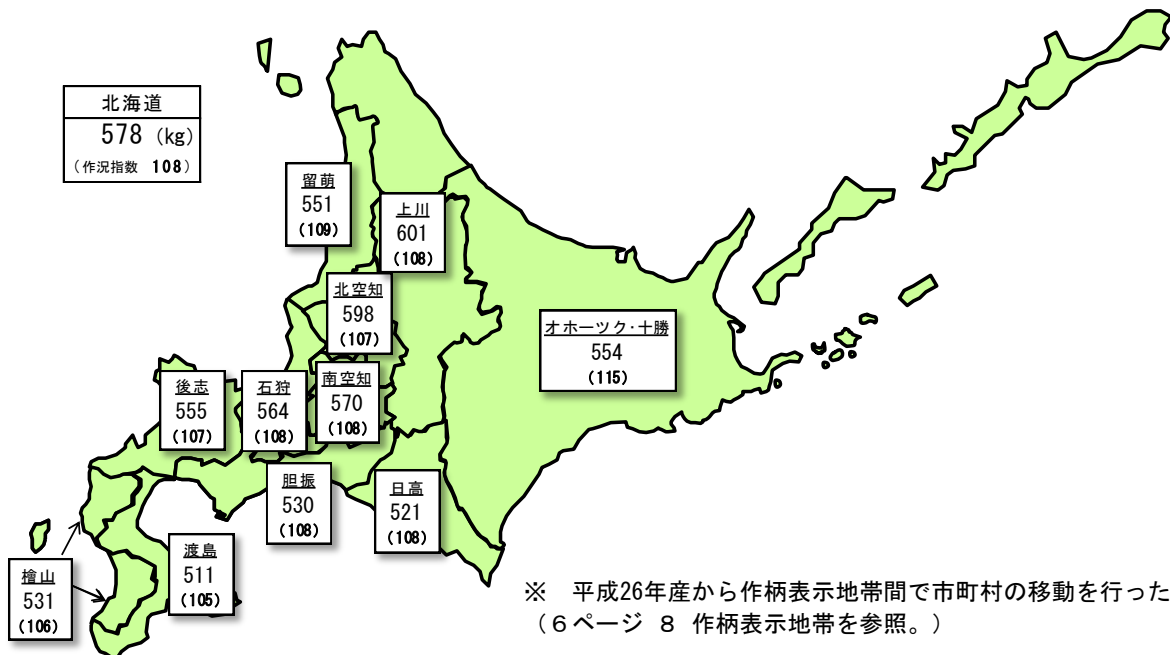 北海道
578 (kg)
(作況指数 108)
留萌
551
(109)
上川
601
(108)
北空知
598
(107)
オホーツク・十勝
554
(115)
後志
555
(107)
石狩
564
(108)
南空知
570
(108)
胆振
530
(108)
日高
521
(108)
渡島
511
(105)
檜山
531
(106)
※ 平成26年産から作柄表示地帯間で市町村の移動を行った
(6ページ 8 作柄表示地帯を参照。)